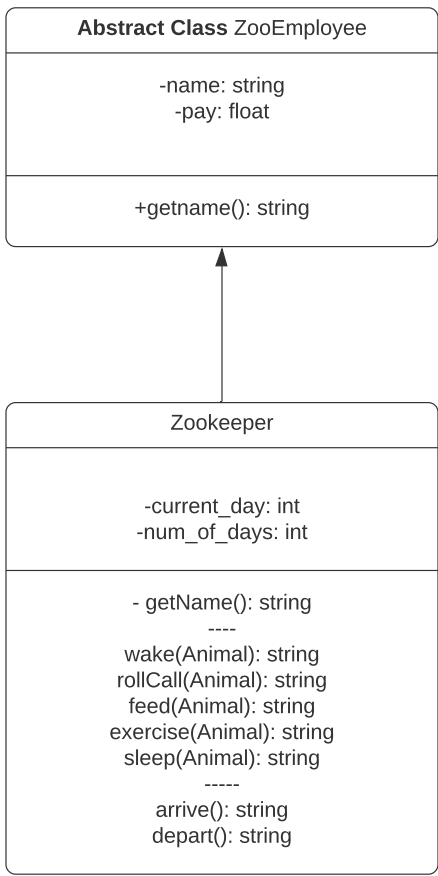 Abstract Class ZooEmployee
-name: string
-pay: float
+getname(): string
Zookeeper
-current_day: int
-num_of_days: int
- getName(): string
----
wake(Animal): string
rollCall(Animal): string
feed(Animal): string
exercise(Animal): string
sleep(Animal): string
-----
arrive(): string
depart(): string